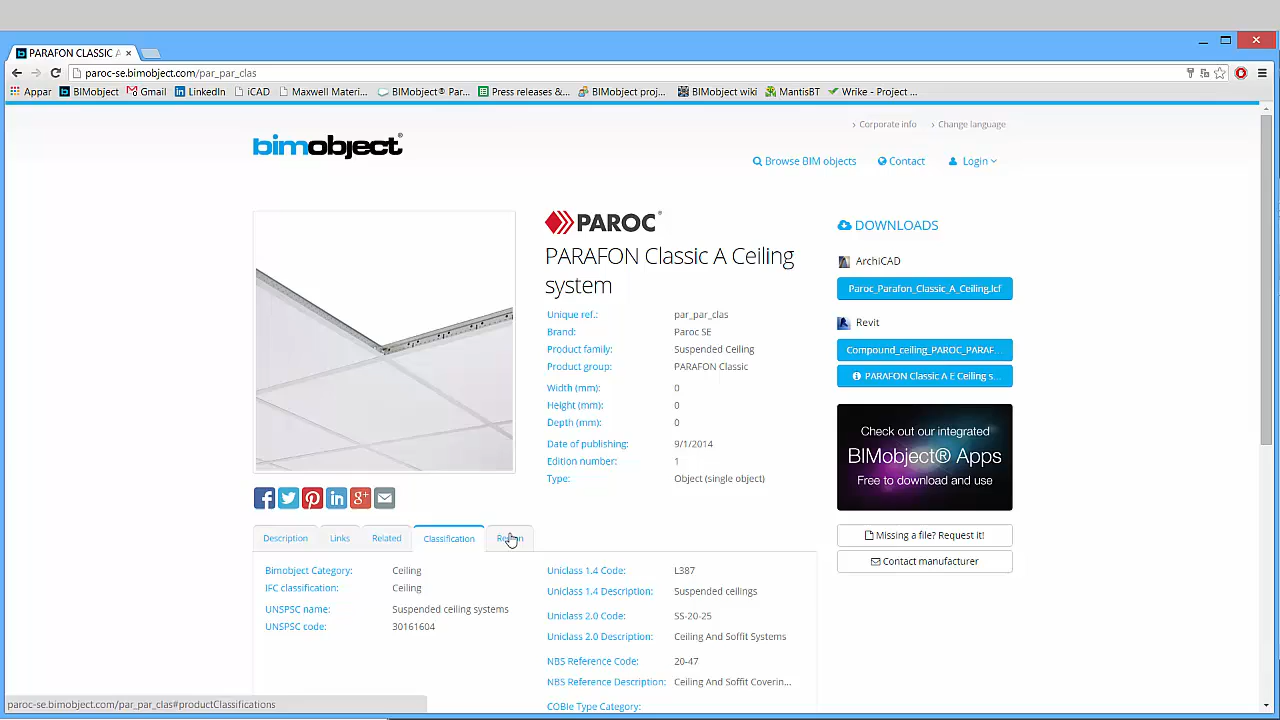 PARAFON CLASSIC A
paroc-se.bimobject.com/par_par_clas
Appar
BIMobject
Gmail
LinkedIn
iCAD
Maxwell Materi...
BIMobject® Par...
Press releases &...
BIMobject proj...
BIMobject wiki
MantisBT
Wrike - Project ...
Corporate info
Change language
bimobject®
Browse BIM objects
Contact
Login
PAROC®
PARAFON Classic A Ceiling
system
Unique ref.: par_par_clas
Brand: Paroc SE
Product family: Suspended Ceiling
Product group: PARAFON Classic
Width (mm): 0
Height (mm): 0
Depth (mm): 0
Date of publishing: 9/1/2014
Edition number: 1
Type: Object (single object)
DOWNLOADS
ArchiCAD
Paroc_Parafon_Classic_A_Ceiling.lcf
Revit
Compound_ceiling_PAROC_PARAF...
PARAFON Classic A E Ceiling s...
Check out our integrated
BIMobject® Apps
Free to download and use
Missing a file? Request it!
Contact manufacturer
Description
Links
Related
Classification
Bimobject Category: Ceiling
IFC classification: Ceiling
UNSPSC name: Suspended ceiling systems
UNSPSC code: 30161604
Uniclass 1.4 Code: L387
Uniclass 1.4 Description: Suspended ceilings
Uniclass 2.0 Code: SS-20-25
Uniclass 2.0 Description: Ceiling And Soffit Systems
NBS Reference Code: 20-47
NBS Reference Description: Ceiling And Soffit Coverin...
COBie Type Category:
paroc-se.bimobject.com/par_par_clas#productClassifications